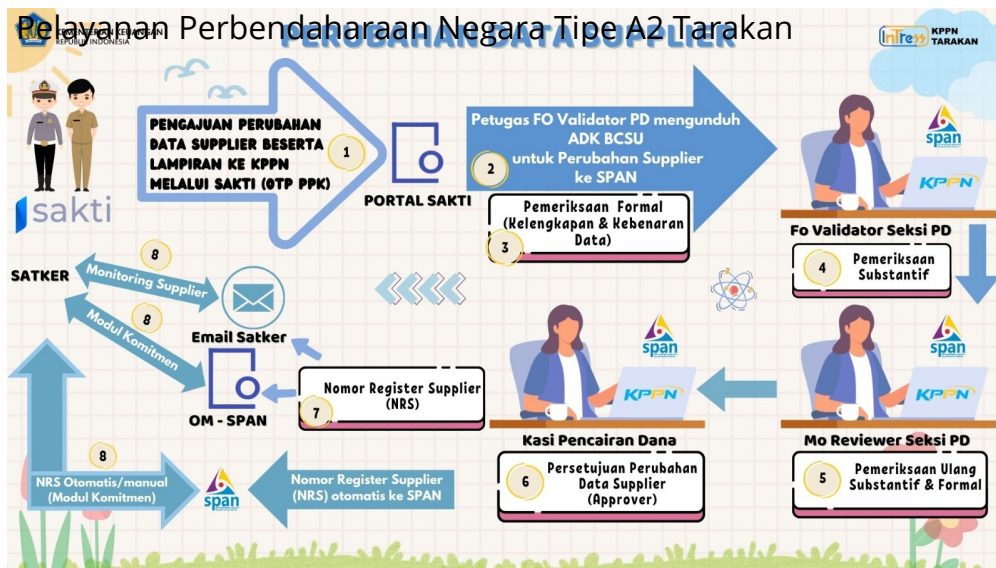 Pelayanan Perbendaharaan Negara Tipe A2 Tarakan
KEMENTERIAN KEUANGAN
REPUBLIK INDONESIA
PERUBAHAN DATA SUPPLIER
InTress
KPPN
TARAKAN
PENGAJUAN PERUBAHAN
DATA SUPPLIER BESERTA
LAMPIRAN KE KPPN
MELALUI SAKTI (OTP PPK)
1
PORTAL SAKTI
sakti
Petugas FO Validator PD mengunduh
ADK BCSU
untuk Perubahan Supplier
ke SPAN
2
Pemeriksaan Formal
(Kelengkapan & Kebenaran
Data)
3
span
KPPN
Fo Validator Seksi PD
4
Pemeriksaan
Substantif
SATKER
8
Monitoring Supplier
8
Modul Komitmen
Email Satker
OM - SPAN
Nomor Register Supplier
(NRS)
7
span
KPPN
Kasi Pencairan Dana
6
Persetujuan Perubahan
Data Supplier
(Approver)
span
KPPN
Mo Reviewer Seksi PD
5
Pemeriksaan Ulang
Substantif & Formal
8
NRS Otomatis/manual
(Modul Komitmen)
span
Nomor Register Supplier
(NRS) otomatis ke SPAN